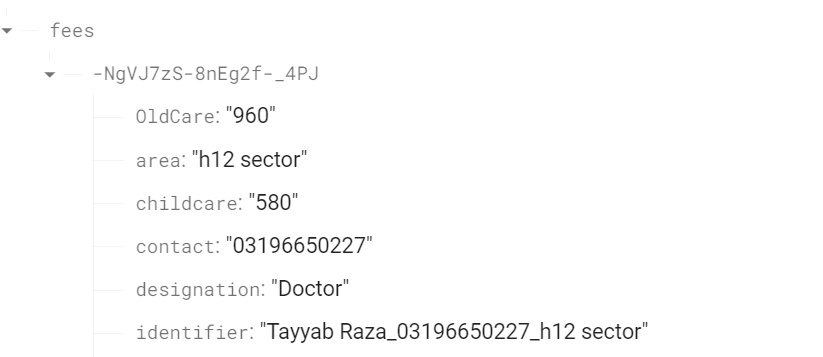 fees
-NgVJ7zS-8nEg2f-_4PJ
OldCare: "960"
area: "h12 sector"
childcare: "580"
contact: "03196650227"
designation: "Doctor"
identifier: "Tayyab Raza_03196650227_h12 sector"